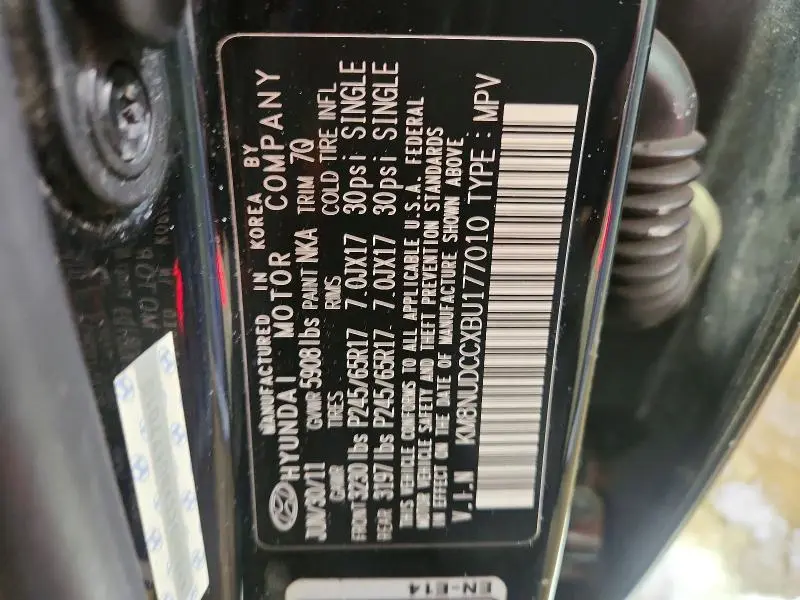 MANUFACTURED IN KOREA BY
HYUNDAI MOTOR COMPANY
JUN/30/11 GVWR 5908lbs PAINT NKA TRIM 7Q
GAWR TIRES RIMS COLD TIRE INFL
FRONT 3230lbs P245/65R17 7.0JX17 30psi SINGLE
REAR 3197lbs P245/65R17 7.0JX17 30psi SINGLE
THIS VEHICLE CONFORMS TO ALL APPLICABLE U.S.A. FEDERAL
MOTOR VEHICLE SAFETY AND THEFT PREVENTION STANDARDS
IN EFFECT ON THE DATE OF MANUFACTURE SHOWN ABOVE
V.I.N KM8NUDCCXBU177010 TYPE : MPV
EN-E14